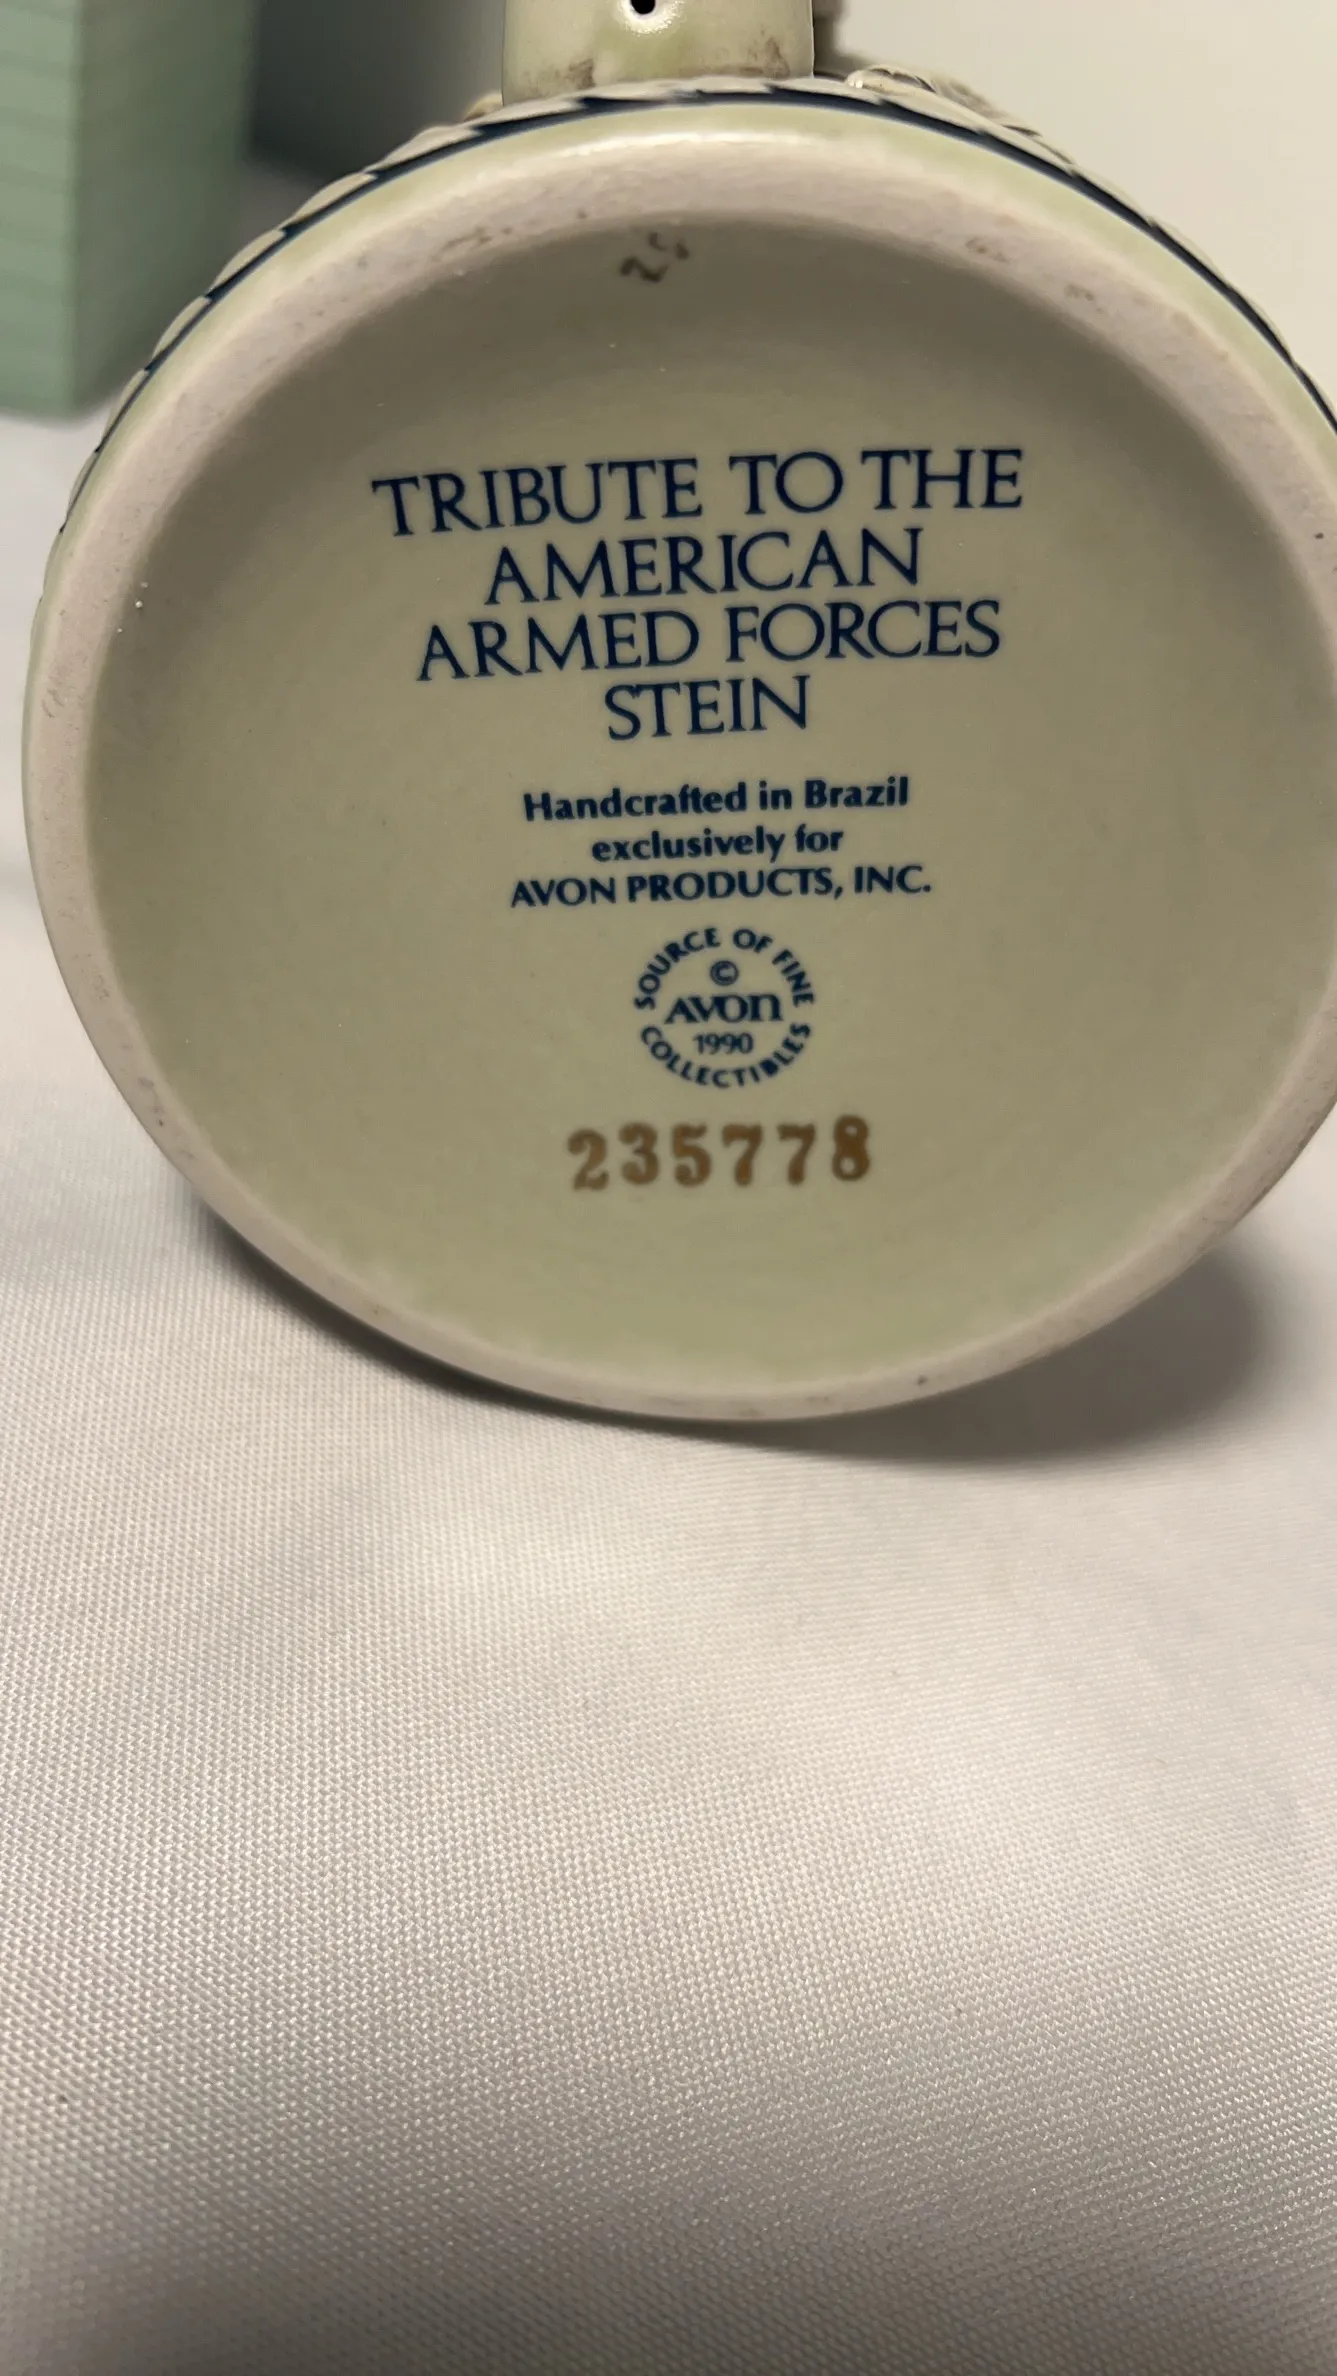 25
TRIBUTE TO THE
AMERICAN
ARMED FORCES
STEIN
Handcrafted in Brazil
exclusively for
AVON PRODUCTS, INC.
SOURCE OF FINE
©
AVON
1990
COLLECTIBLES
235778